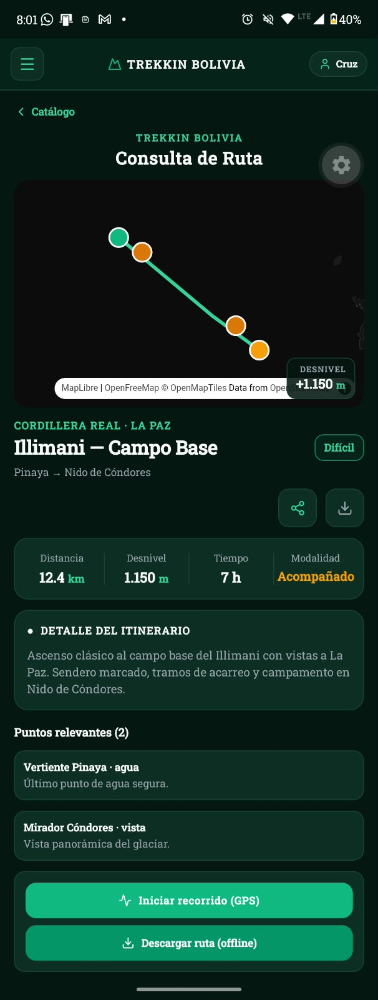 8:01
LTE
40%
TREKKIN BOLIVIA
Cruz
Catálogo
TREKKIN BOLIVIA
Consulta de Ruta
DESNIVEL
+1.150 m
MapLibre | OpenFreeMap © OpenMapTiles Data from
CORDILLERA REAL · LA PAZ
Illimani — Campo Base
Difícil
Pinaya → Nido de Cóndores
Distancia
12.4 km
Desnivel
1.150 m
Tiempo
7 h
Modalidad
Acompañado
DETALLE DEL ITINERARIO
Ascenso clásico al campo base del Illimani con vistas a La
Paz. Sendero marcado, tramos de acarreo y campamento en
Nido de Cóndores.
Puntos relevantes (2)
Vertiente Pinaya · agua
Último punto de agua segura.
Mirador Cóndores · vista
Vista panorámica del glaciar.
Iniciar recorrido (GPS)
Descargar ruta (offline)